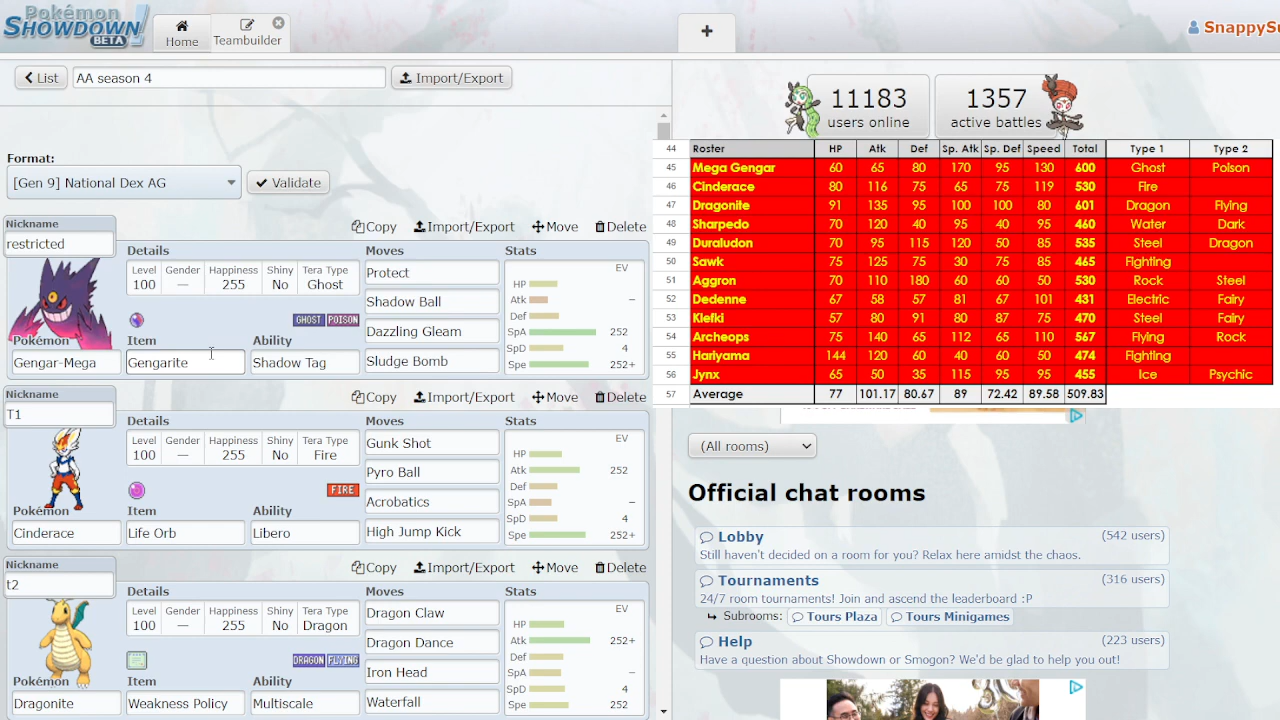 Pokémon
SHOWDOWN!
BETA
Home
Teambuilder
+
SnappySu
List
AA season 4
Import/Export
11183
users online
1357
active battles
Format:
[Gen 9] National Dex AG
Validate
44 Roster HP Atk Def Sp. Atk Sp. Def Speed Total Type 1 Type 2
45 Mega Gengar 60 65 80 170 95 130 600 Ghost Poison
46 Cinderace 80 116 75 65 75 119 530 Fire
47 Dragonite 91 135 95 100 100 80 601 Dragon Flying
48 Sharpedo 70 120 40 95 40 95 460 Water Dark
49 Duraludon 70 95 115 120 50 85 535 Steel Dragon
50 Sawk 75 125 75 30 75 85 465 Fighting
51 Aggron 70 110 180 60 60 50 530 Rock Steel
52 Dedenne 67 58 57 81 67 101 431 Electric Fairy
53 Klefki 57 80 91 80 87 75 470 Steel Fairy
54 Archeops 75 140 65 112 65 110 567 Flying Rock
55 Hariyama 144 120 60 40 60 50 474 Fighting
56 Jynx 65 50 35 115 95 95 455 Ice Psychic
57 Average 77 101.17 80.67 89 72.42 89.58 509.83
Nickname
restricted
Copy Import/Export Move Delete
Details Moves Stats
Level Gender Happiness Shiny Tera Type
100 — 255 No Ghost
GHOST POISON
Pokémon Item Ability
Gengar-Mega Gengarite Shadow Tag
Protect
Shadow Ball
Dazzling Gleam
Sludge Bomb
EV
HP
Atk –
Def
SpA 252
SpD 4
Spe 252+
Nickname
T1
Copy Import/Export Move Delete
Details Moves Stats
Level Gender Happiness Shiny Tera Type
100 — 255 No Fire
FIRE
Pokémon Item Ability
Cinderace Life Orb Libero
Gunk Shot
Pyro Ball
Acrobatics
High Jump Kick
EV
HP
Atk 252
Def
SpA –
SpD 4
Spe 252+
Nickname
t2
Copy Import/Export Move Delete
Details Moves Stats
Level Gender Happiness Shiny Tera Type
100 — 255 No Dragon
DRAGON FLYING
Pokémon Item Ability
Dragonite Weakness Policy Multiscale
Dragon Claw
Dragon Dance
Iron Head
Waterfall
EV
HP
Atk 252+
Def
SpA –
SpD 4
Spe 252
(All rooms)
Official chat rooms
Lobby (542 users)
Still haven't decided on a room for you? Relax here amidst the chaos.
Tournaments (316 users)
24/7 room tournaments! Join and ascend the leaderboard :P
Subrooms: Tours Plaza Tours Minigames
Help (223 users)
Have a question about Showdown or Smogon? We'd be glad to help you out!